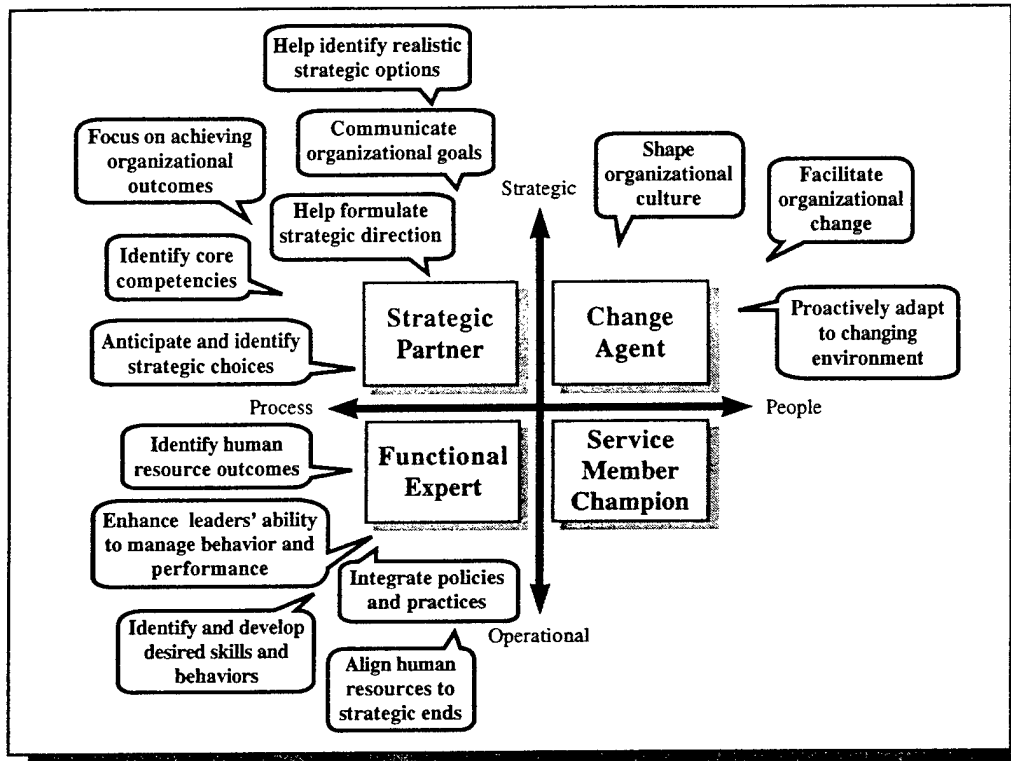 Help identify realistic
strategic options
Focus on achieving
organizational
outcomes
Communicate
organizational goals
Shape
organizational
culture
Facilitate
organizational
change
Strategic
Help formulate
strategic direction
Identify core
competencies
Strategic
Partner
Change
Agent
Proactively adapt
to changing
environment
Anticipate and identify
strategic choices
Process
People
Identify human
resource outcomes
Functional
Expert
Service
Member
Champion
Enhance leaders' ability
to manage behavior and
performance
Integrate policies
and practices
Identify and develop
desired skills and
behaviors
Operational
Align human
resources to
strategic ends